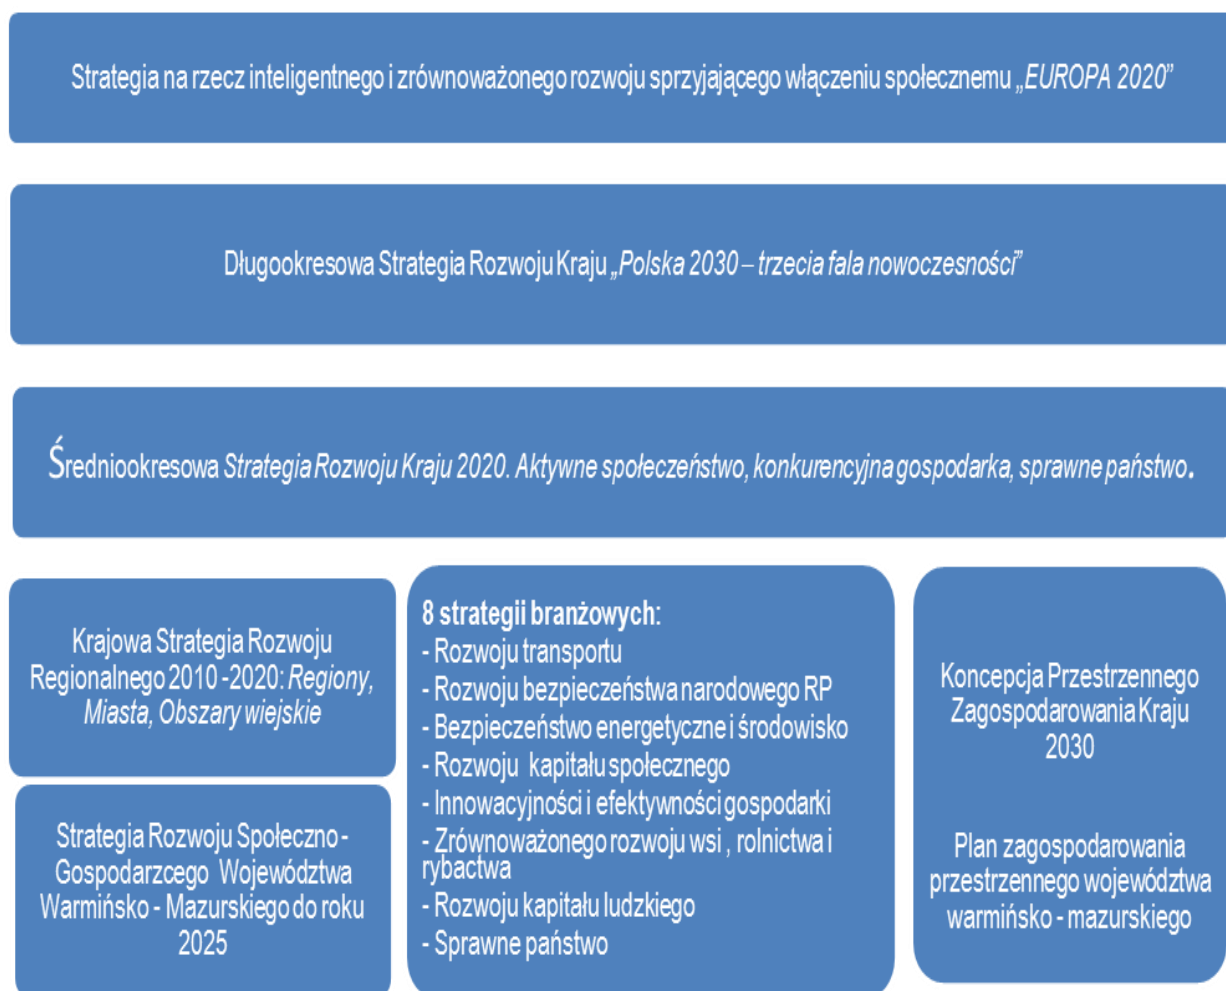 Strategia na rzecz inteligentnego i zrównoważonego rozwoju sprzyjającego włączeniu społecznemu „EUROPA 2020”
Długookresowa Strategia Rozwoju Kraju „Polska 2030 – trzecia fala nowoczesności”
Średniookresowa Strategia Rozwoju Kraju 2020. Aktywne społeczeństwo, konkurencyjna gospodarka, sprawne państwo.
Krajowa Strategia Rozwoju
Regionalnego 2010 -2020: Regiony,
Miasta, Obszary wiejskie
Strategia Rozwoju Społeczno -
Gospodarzcego Województwa
Warmińsko - Mazurskiego do roku
2025
8 strategii branżowych:
- Rozwoju transportu
- Rozwoju bezpieczeństwa narodowego RP
- Bezpieczeństwo energetyczne i środowisko
- Rozwoju kapitału społecznego
- Innowacyjności i efektywności gospodarki
- Zrównoważonego rozwoju wsi , rolnictwa i
rybactwa
- Rozwoju kapitału ludzkiego
- Sprawne państwo
Koncepcja Przestrzennego
Zagospodarowania Kraju
2030
Plan zagospodarowania
przestrzennego województwa
warmińsko - mazurskiego